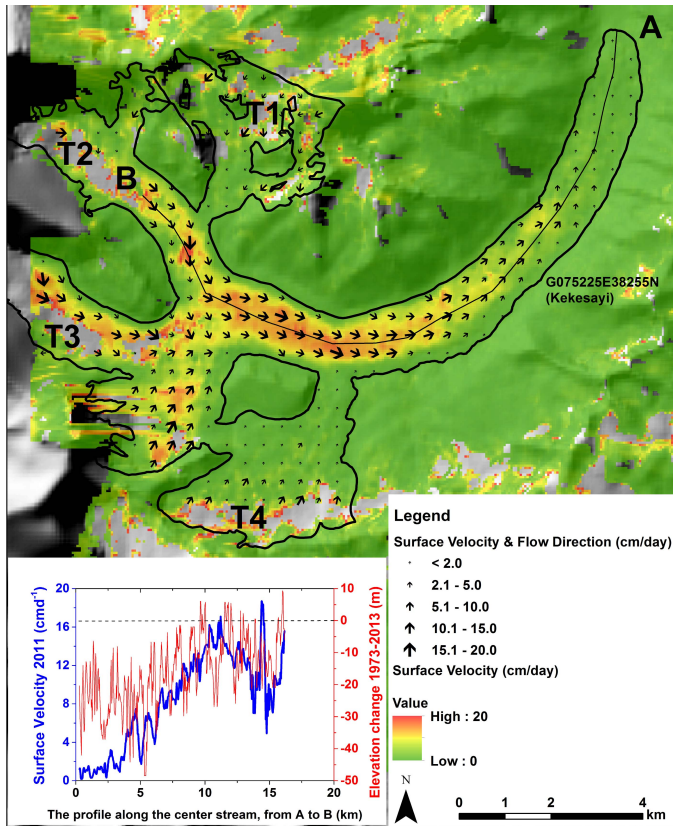 A
T1
T2
B
G075225E38255N
(Kekesayi)
T3
T4
Legend
Surface Velocity & Flow Direction (cm/day)
< 2.0
2.1 - 5.0
5.1 - 10.0
10.1 - 15.0
15.1 - 20.0
Surface Velocity (cm/day)
Value
High : 20
Low : 0
N
0 1 2 4
km
Surface Velocity 2011 (cmd-1)
20
16
12
8
4
0
10
0
-10
-20
-30
-40
-50
Elevation change 1973-2013 (m)
0 5 10 15 20
The profile along the center stream, from A to B (km)